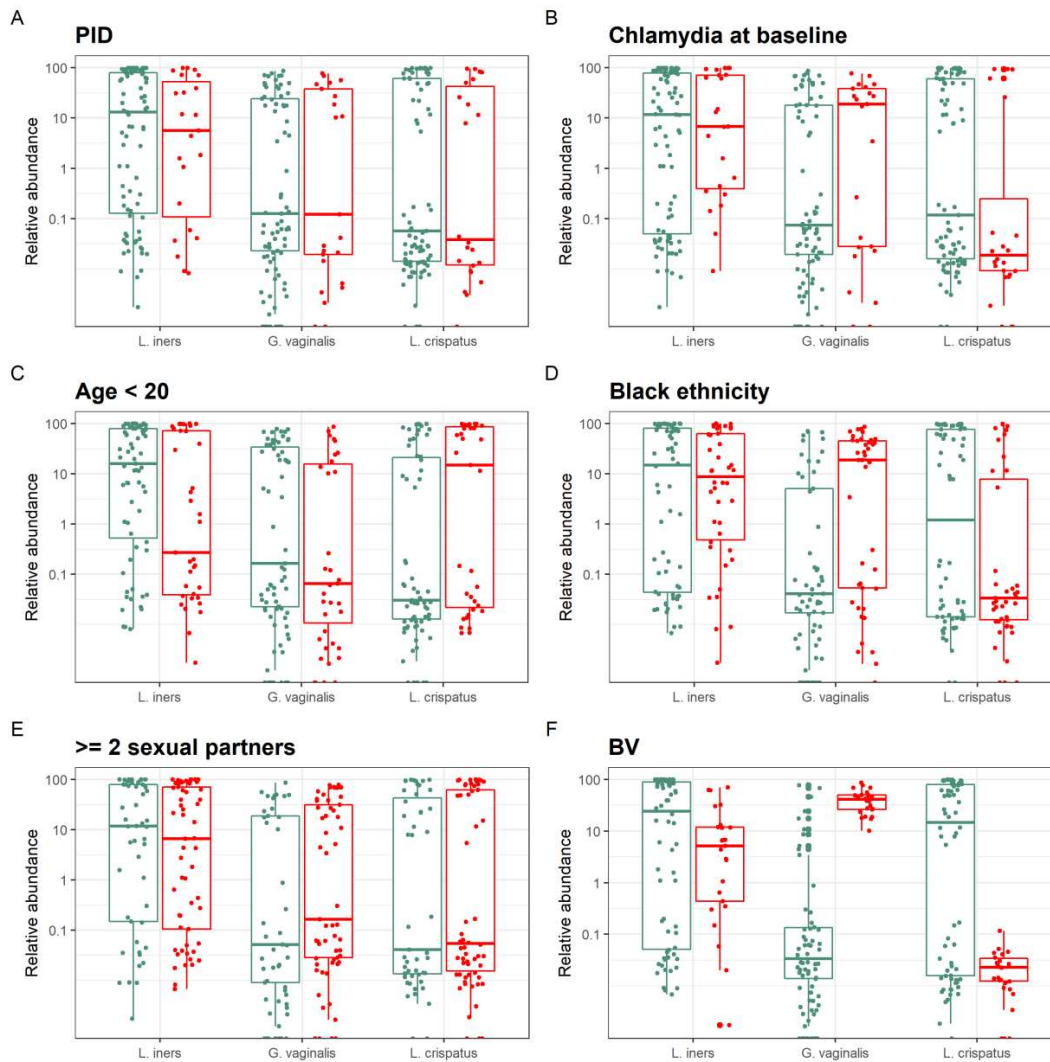 A
PID
Relative abundance
100
10
1
0.1
L. iners
G. vaginalis
L. crispatus
B
Chlamydia at baseline
Relative abundance
100
10
1
0.1
L. iners
G. vaginalis
L. crispatus
C
Age < 20
Relative abundance
100
10
1
0.1
L. iners
G. vaginalis
L. crispatus
D
Black ethnicity
Relative abundance
100
10
1
0.1
L. iners
G. vaginalis
L. crispatus
E
>= 2 sexual partners
Relative abundance
100
10
1
0.1
L. iners
G. vaginalis
L. crispatus
F
BV
Relative abundance
100
10
1
0.1
L. iners
G. vaginalis
L. crispatus